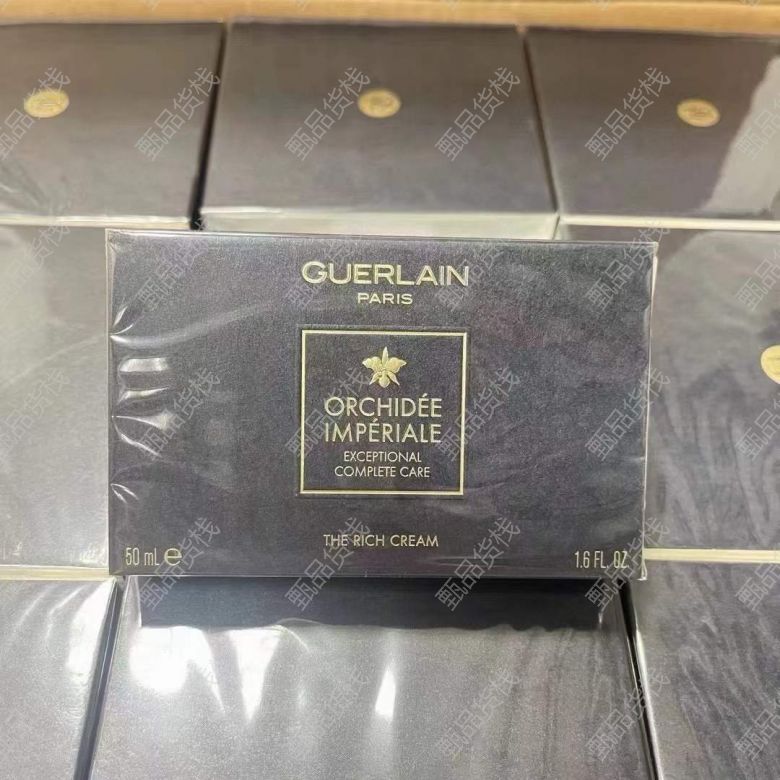 GUERLAIN
PARIS
ORCHIDÉE
IMPÉRIALE
EXCEPTIONAL
COMPLETE CARE
THE RICH CREAM
50 mL e
1.6 FL. OZ
甄品货栈